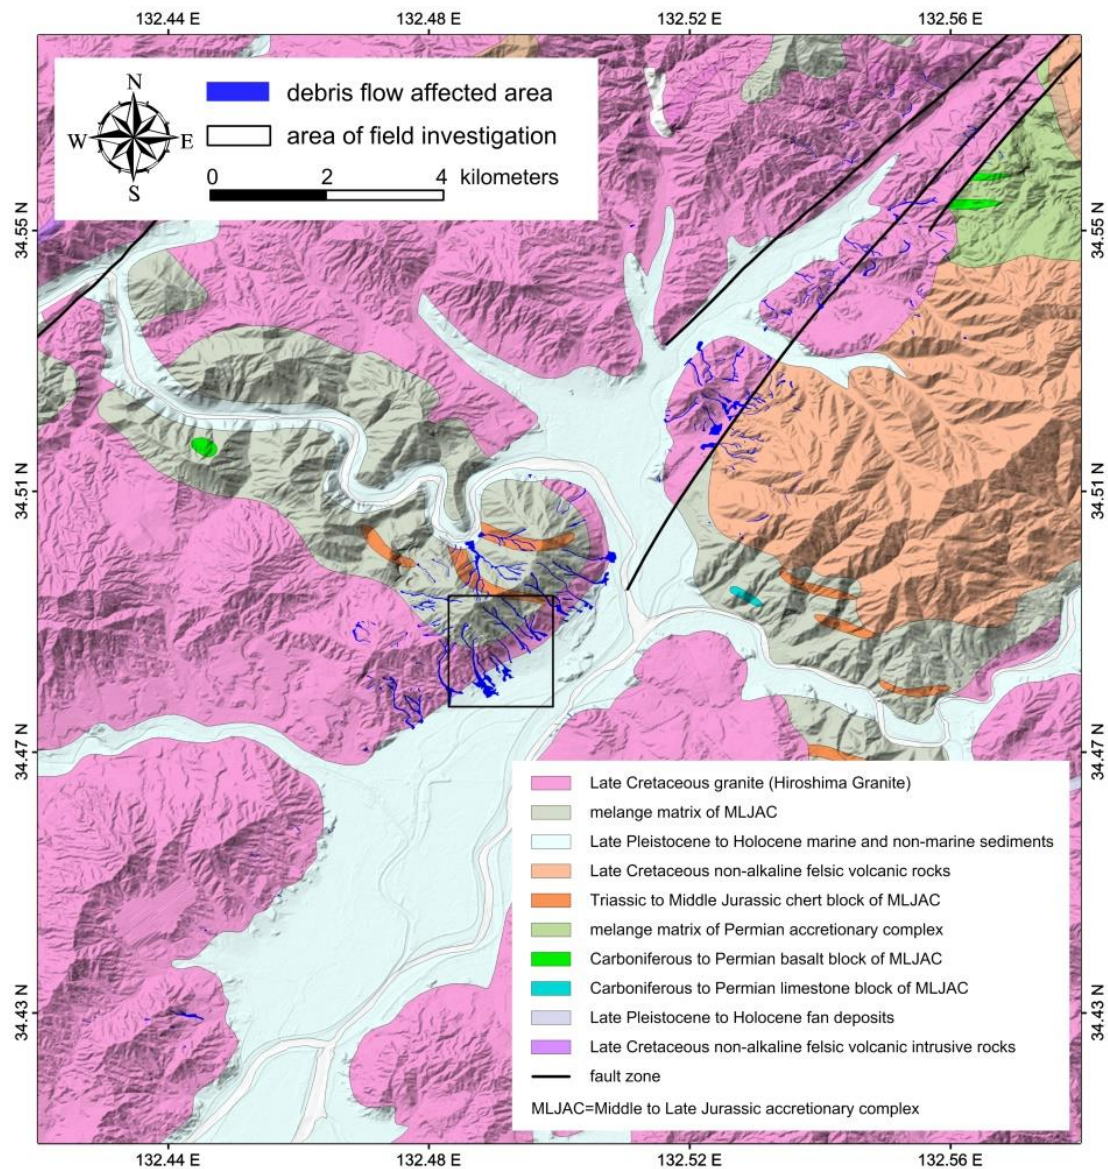 132.44 E 132.48 E 132.52 E 132.56 E
N
W E
S
debris flow affected area
area of field investigation
0 2 4 kilometers
34.55 N 34.55 N
34.51 N 34.51 N
34.47 N 34.47 N
34.43 N 34.43 N
Late Cretaceous granite (Hiroshima Granite)
melange matrix of MLJAC
Late Pleistocene to Holocene marine and non-marine sediments
Late Cretaceous non-alkaline felsic volcanic rocks
Triassic to Middle Jurassic chert block of MLJAC
melange matrix of Permian accretionary complex
Carboniferous to Permian basalt block of MLJAC
Carboniferous to Permian limestone block of MLJAC
Late Pleistocene to Holocene fan deposits
Late Cretaceous non-alkaline felsic volcanic intrusive rocks
fault zone
MLJAC=Middle to Late Jurassic accretionary complex
132.44 E 132.48 E 132.52 E 132.56 E